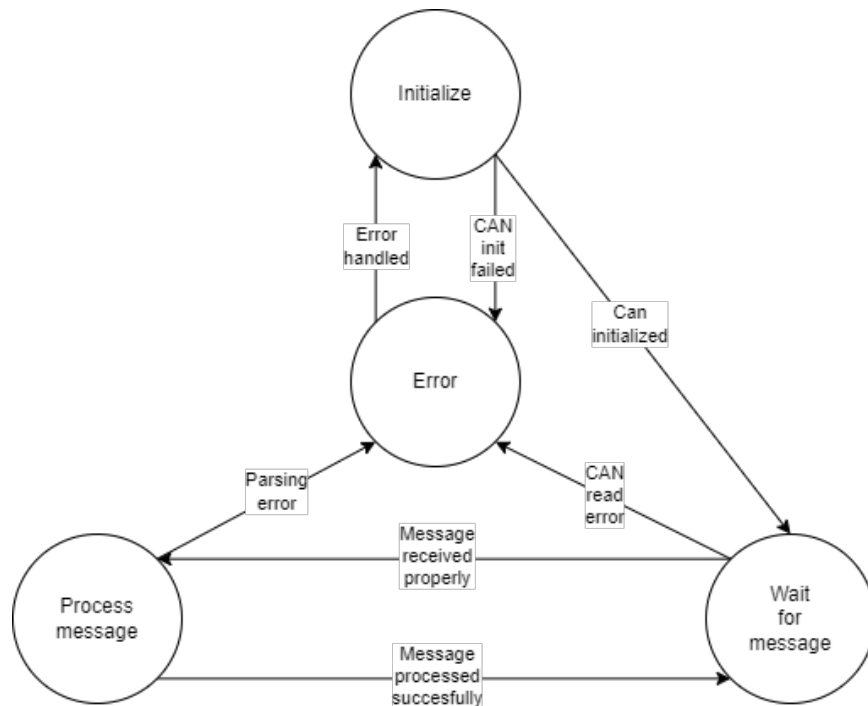 Initialize
Error
handled
CAN
init
failed
Can
initialized
Error
Parsing
error
CAN
read
error
Message
received
properly
Process
message
Wait
for
message
Message
processed
succesfully